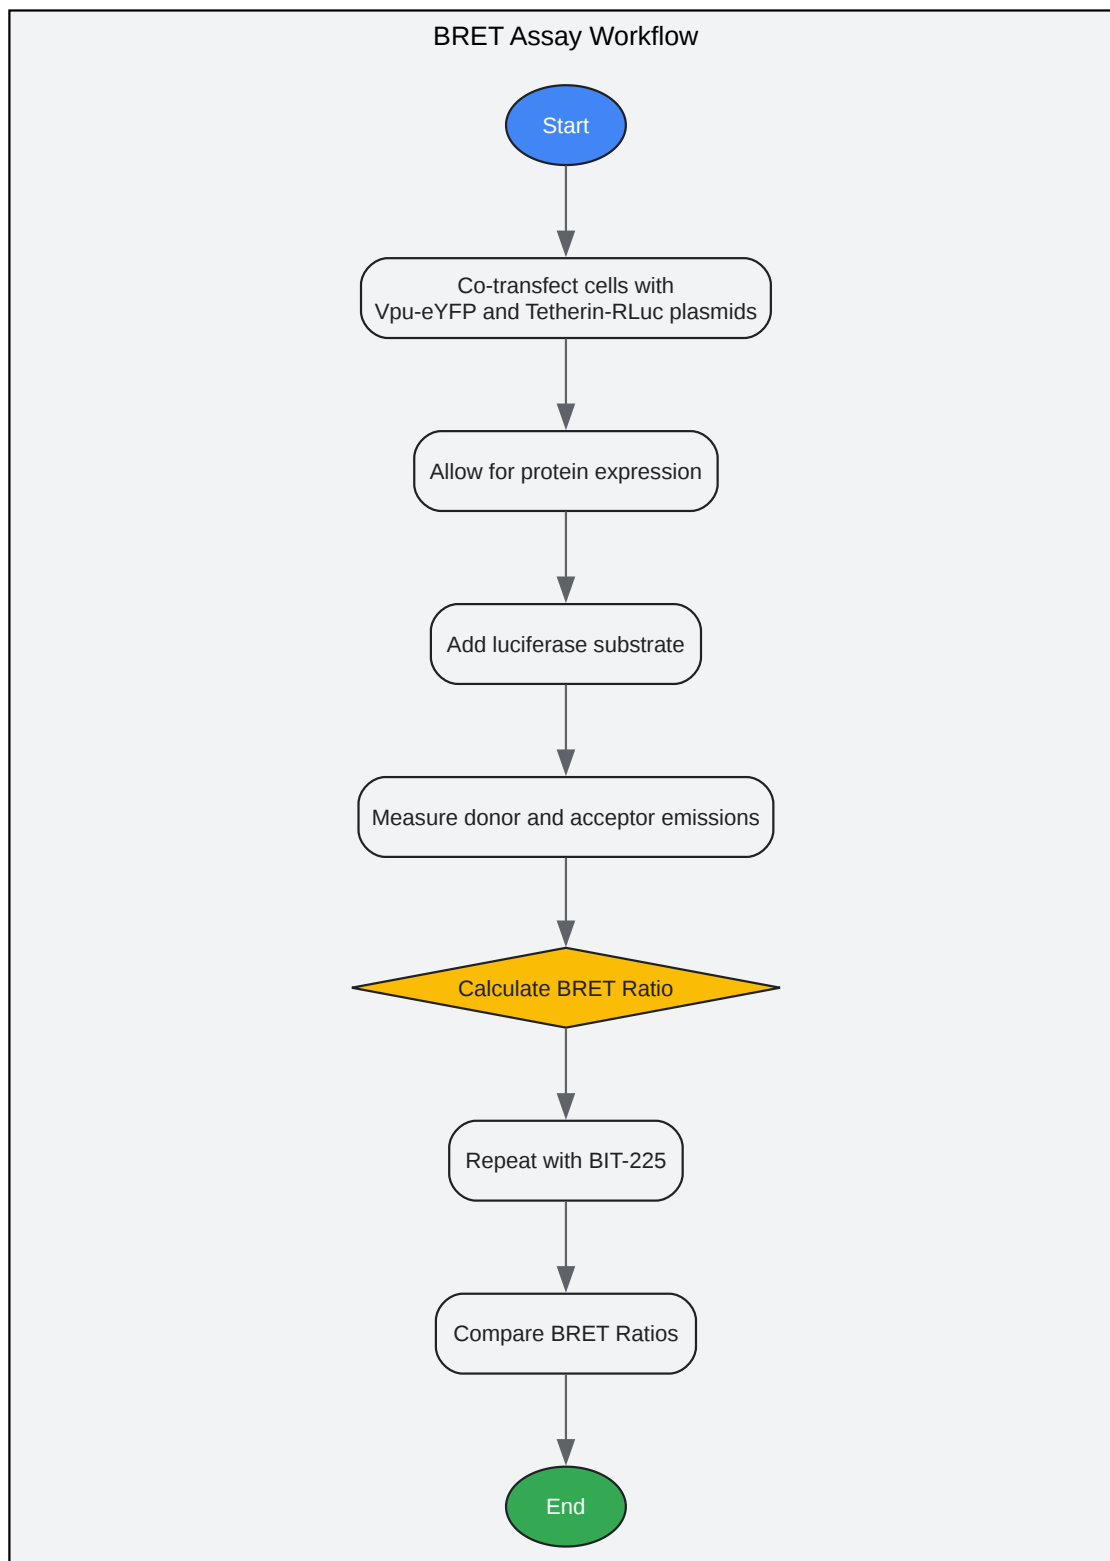 BRET Assay Workflow
Start
Co-transfect cells with
Vpu-eYFP and Tetherin-RLuc plasmids
Allow for protein expression
Add luciferase substrate
Measure donor and acceptor emissions
Calculate BRET Ratio
Repeat with BIT-225
Compare BRET Ratios
End